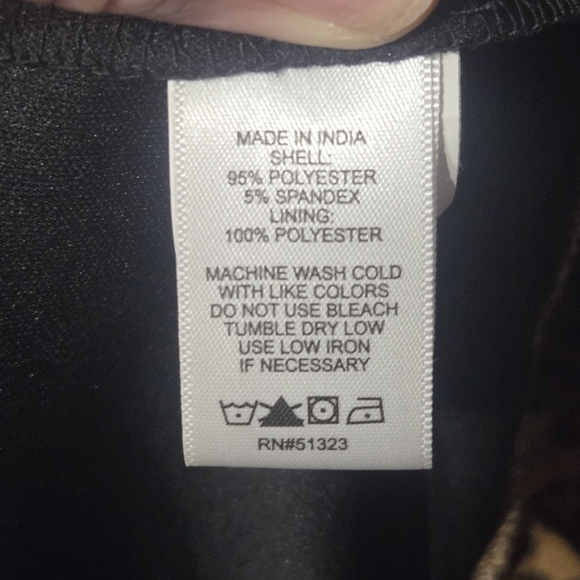 MADE IN INDIA
SHELL:
95% POLYESTER
5% SPANDEX
LINING:
100% POLYESTER
MACHINE WASH COLD
WITH LIKE COLORS
DO NOT USE BLEACH
TUMBLE DRY LOW
USE LOW IRON
IF NECESSARY
RN#51323